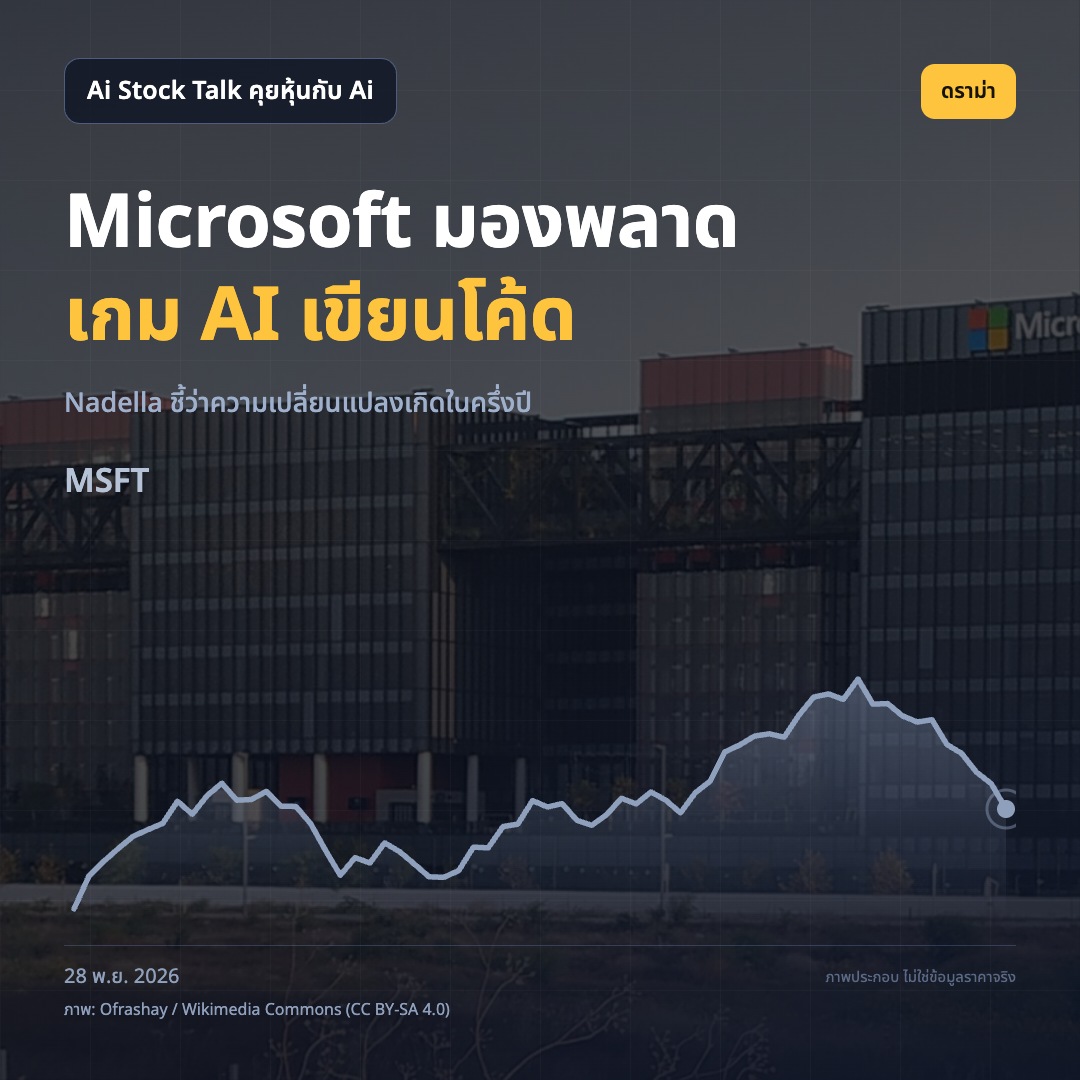 Ai Stock Talk คุยหุ้นกับ Ai
ดราม่า
Microsoft มองพลาด
เกม AI เขียนโค้ด
Nadella ชี้ว่าความเปลี่ยนแปลงเกิดในครึ่งปี
MSFT
28 พ.ย. 2026
ภาพประกอบ ไม่ใช่ข้อมูลราคาจริง
ภาพ: Ofrashay / Wikimedia Commons (CC BY-SA 4.0)